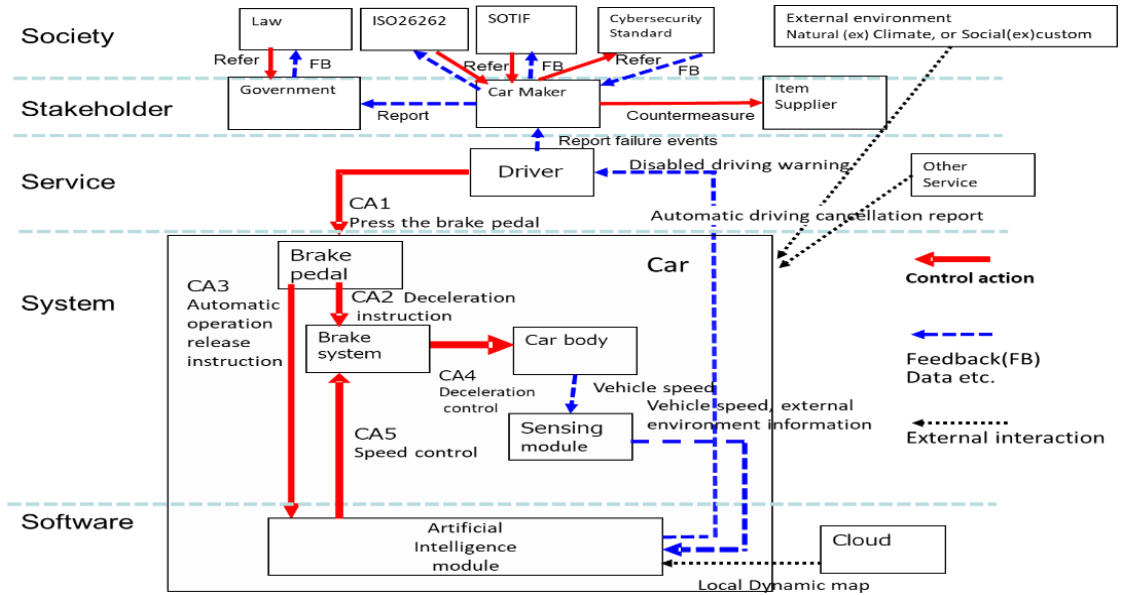 Society
Law
ISO26262
SOTIF
Cybersecurity
Standard
External environment
Natural (ex) Climate, or Social(ex)custom
Refer
FB
Refer
FB
Refer
FB
Stakeholder
Government
Car Maker
Item
Supplier
Report
Countermeasure
Report failure events
Service
Driver
Disabled driving warning
Other
Service
CA1
Press the brake pedal
Automatic driving cancellation report
System
Brake
pedal
Car
CA3
Automatic
operation
release
instruction
CA2 Deceleration
instruction
Brake
system
Car body
CA4
Deceleration
control
Vehicle speed
Vehicle speed, external
environment information
CA5
Speed control
Sensing
module
Control action
Feedback(FB)
Data etc.
External interaction
Software
Artificial
Intelligence
module
Cloud
Local Dynamic map